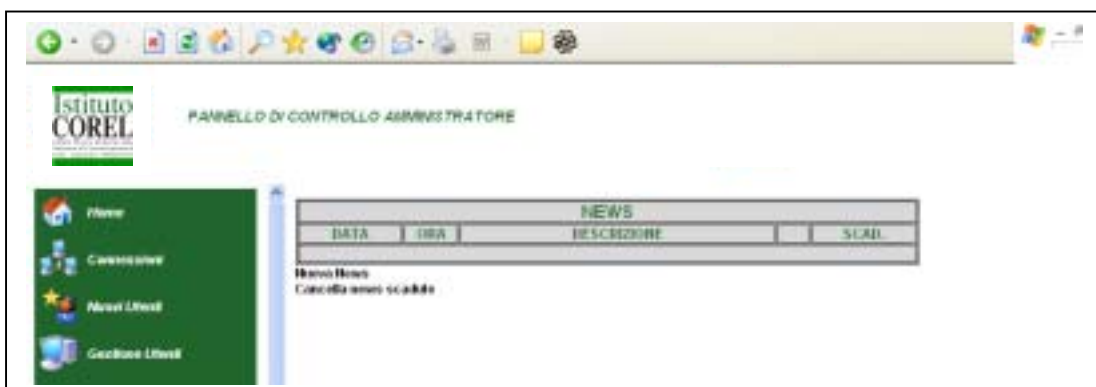 Istituto
COREL
PANNELLO DI CONTROLLO AMMINISTRATORE
Home
Connessioni
Nuovi Utenti
Gestione Utenti
NEWS
DATA ORA DESCRIZIONE SCAD.
Nuova News
Cancella news scadute